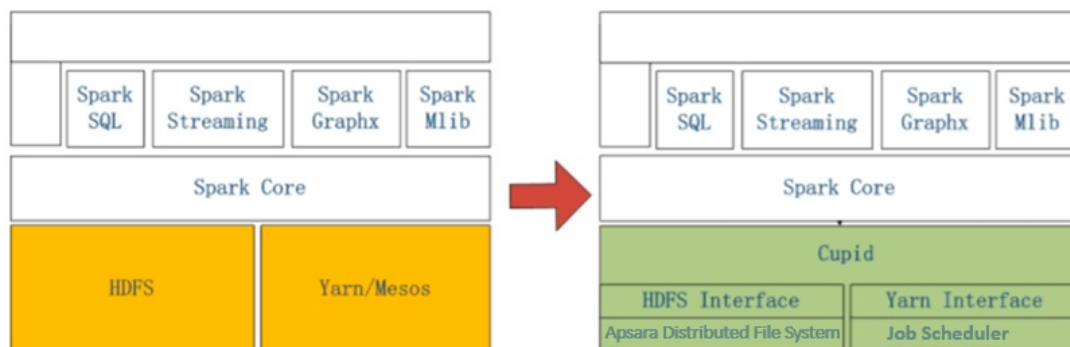 Spark
SQL
Spark
Streaming
Spark
Graphx
Spark
Mlib
Spark Core
HDFS
Yarn/Mesos
Spark
SQL
Spark
Streaming
Spark
Graphx
Spark
Mlib
Spark Core
Cupid
HDFS Interface
Yarn Interface
Apsara Distributed File System
Job Scheduler